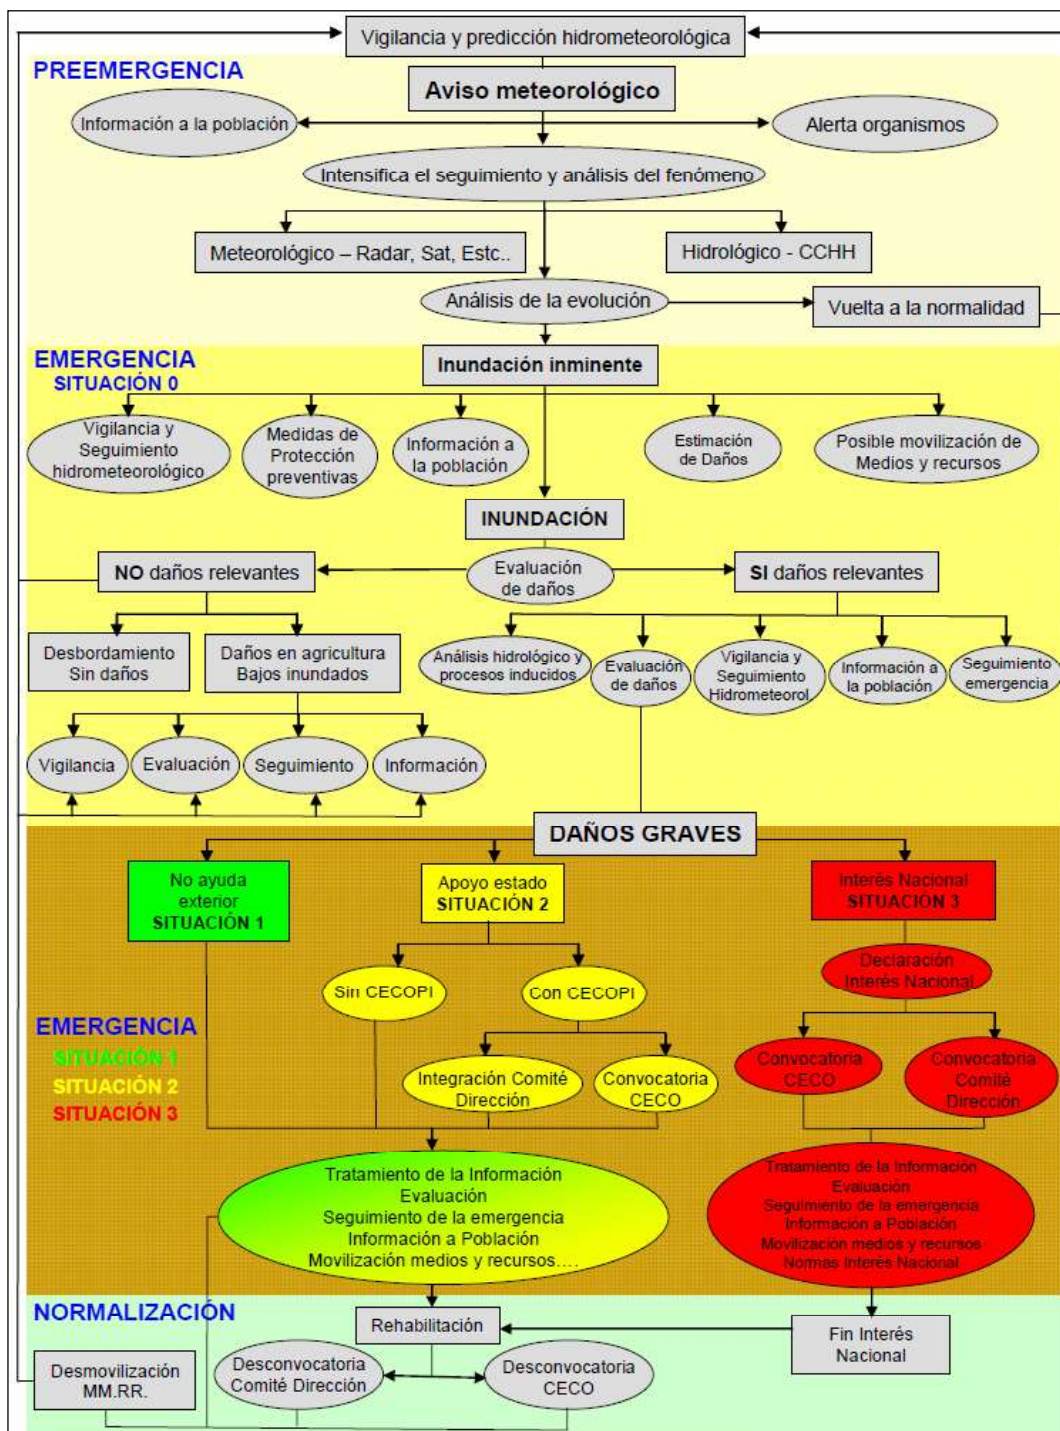 Vigilancia y predicción hidrometeorológica
PREEMERGENCIA
Aviso meteorológico
Información a la población
Alerta organismos
Intensifica el seguimiento y análisis del fenómeno
Meteorológico – Radar, Sat, Estc..
Hidrológico - CCHH
Análisis de la evolución
Vuelta a la normalidad
EMERGENCIA
SITUACIÓN 0
Inundación inminente
Vigilancia y
Seguimiento
hidrometeorológico
Medidas de
Protección
preventivas
Información a
la población
Estimación
de Daños
Posible movilización de
Medios y recursos
INUNDACIÓN
NO daños relevantes
Evaluación
de daños
SI daños relevantes
Desbordamiento
Sin daños
Daños en agricultura
Bajos inundados
Análisis hidrológico y
procesos inducidos
Evaluación
de daños
Vigilancia y
Seguimiento
Hidrometeorol
Información a
la población
Seguimiento
emergencia
Vigilancia
Evaluación
Seguimiento
Información
DAÑOS GRAVES
No ayuda
exterior
SITUACIÓN 1
Apoyo estado
SITUACIÓN 2
Interés Nacional
SITUACIÓN 3
Sin CECOPI
Con CECOPI
Declaración
Interés Nacional
EMERGENCIA
SITUACIÓN 1
SITUACIÓN 2
SITUACIÓN 3
Integración Comité
Dirección
Convocatoria
CECO
Convocatoria
CECO
Convocatoria
Comité
Dirección
Tratamiento de la Información
Evaluación
Seguimiento de la emergencia
Información a Población
Movilización medios y recursos….
Tratamiento de la Información
Evaluación
Seguimiento de la emergencia
Información a Población
Movilización medios y recursos
Normas Interés Nacional
NORMALIZACIÓN
Rehabilitación
Fin Interés
Nacional
Desmovilización
MM.RR.
Desconvocatoria
Comité Dirección
Desconvocatoria
CECO